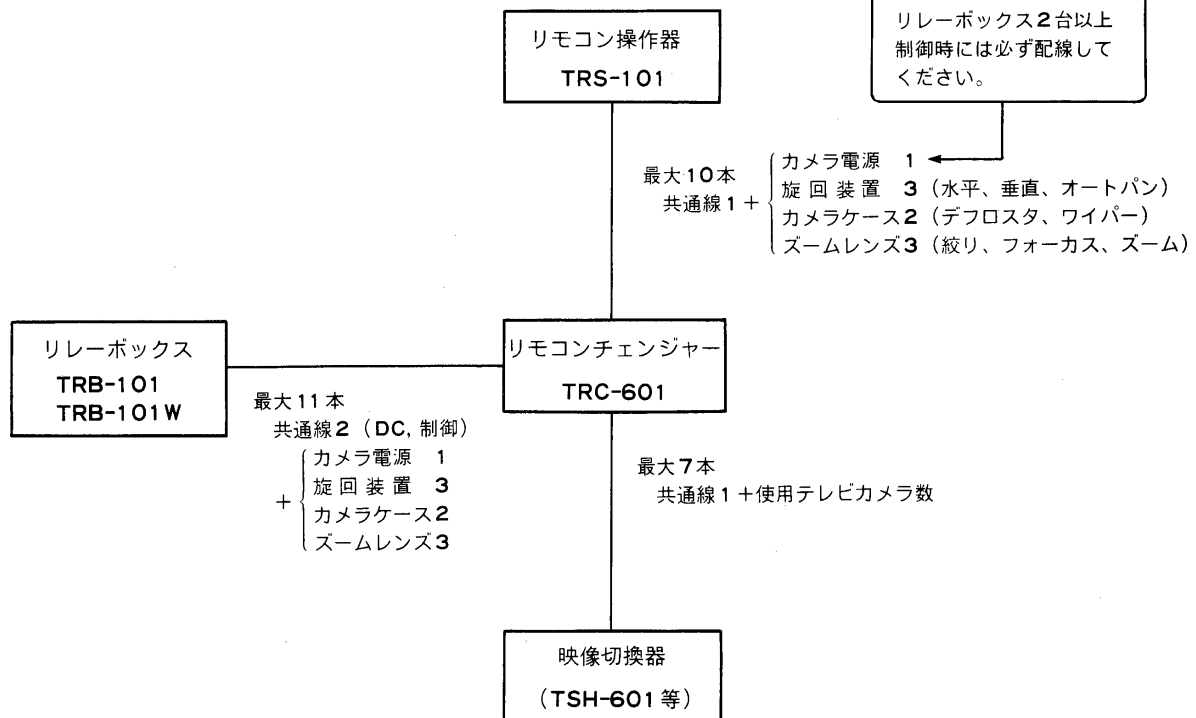 リモコン操作器
TRS-101
リレーボックス2台以上
制御時には必ず配線して
ください。
最大10本
共通線1+
カメラ電源 1
旋回装置 3(水平、垂直、オートパン)
カメラケース2(デフロスタ、ワイパー)
ズームレンズ3(絞リ、フォーカス、ズーム)
リレーボックス
TRB-101
TRB-101W
リモコンチェンジャー
TRC-601
最大11本
共通線2(DC, 制御)
+
カメラ電源 1
旋回装置 3
カメラケース2
ズームレンズ3
最大7本
共通線1+使用テレビカメラ数
映像切換器
(TSH-601等)